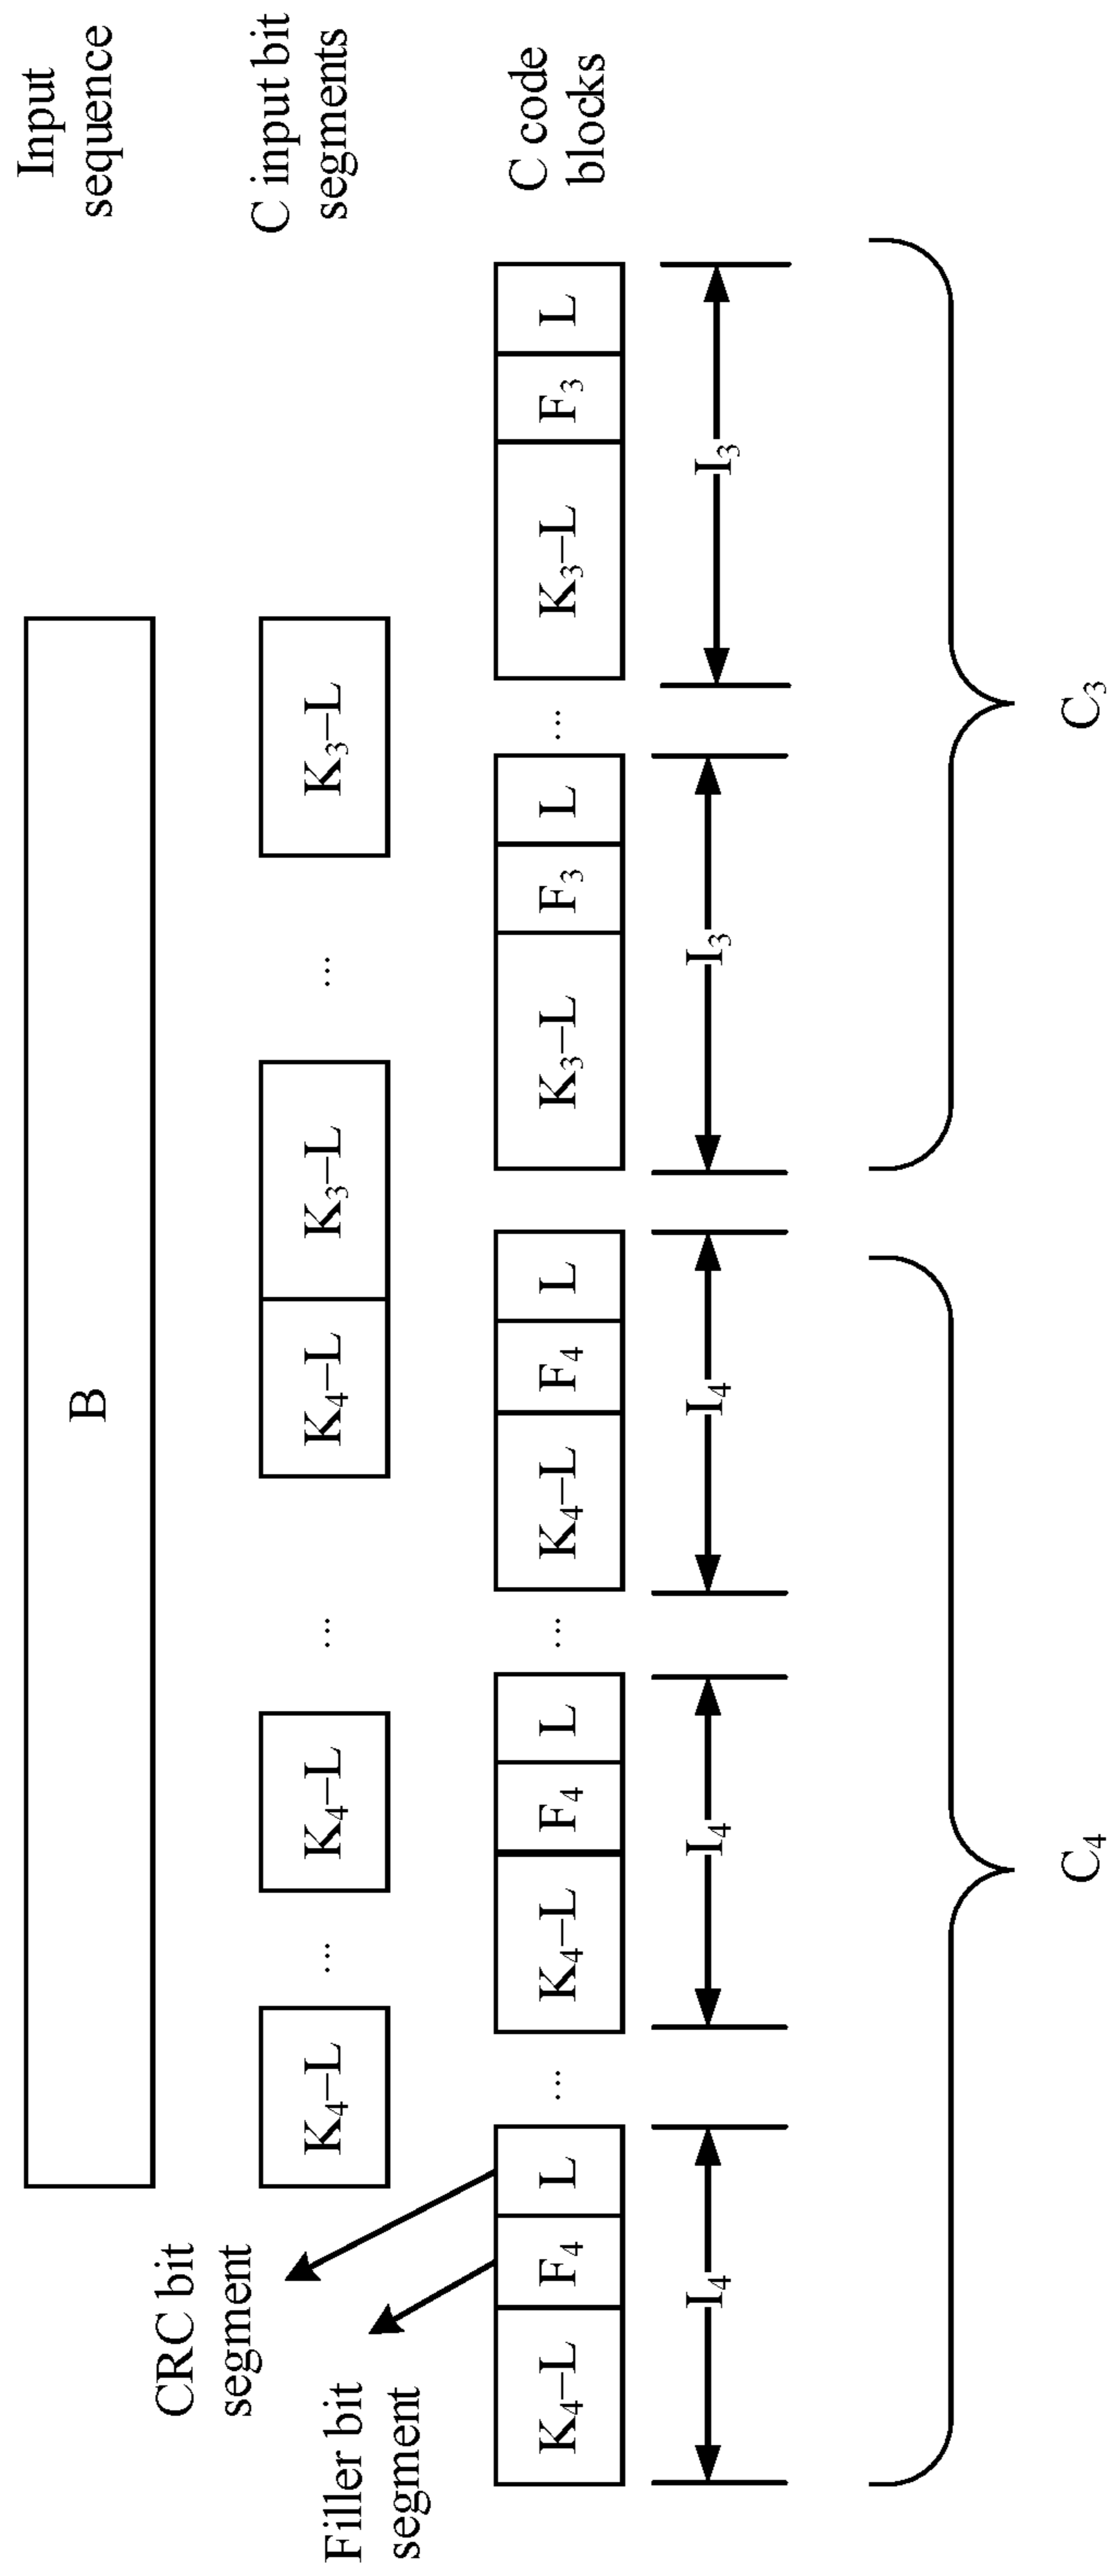 B
Input
sequence
CRC bit
segment
K₄–L ... K₄–L ... K₄–L K₃–L ... K₃–L
C input bit
segments
Filler bit
segment
K₄–L F₄ L ... K₄–L F₄ L ... K₄–L F₄ L K₃–L F₃ L ... K₃–L F₃ L
C code
blocks
I₄ I₄ I₄ I₃ I₃
C₄ C₃